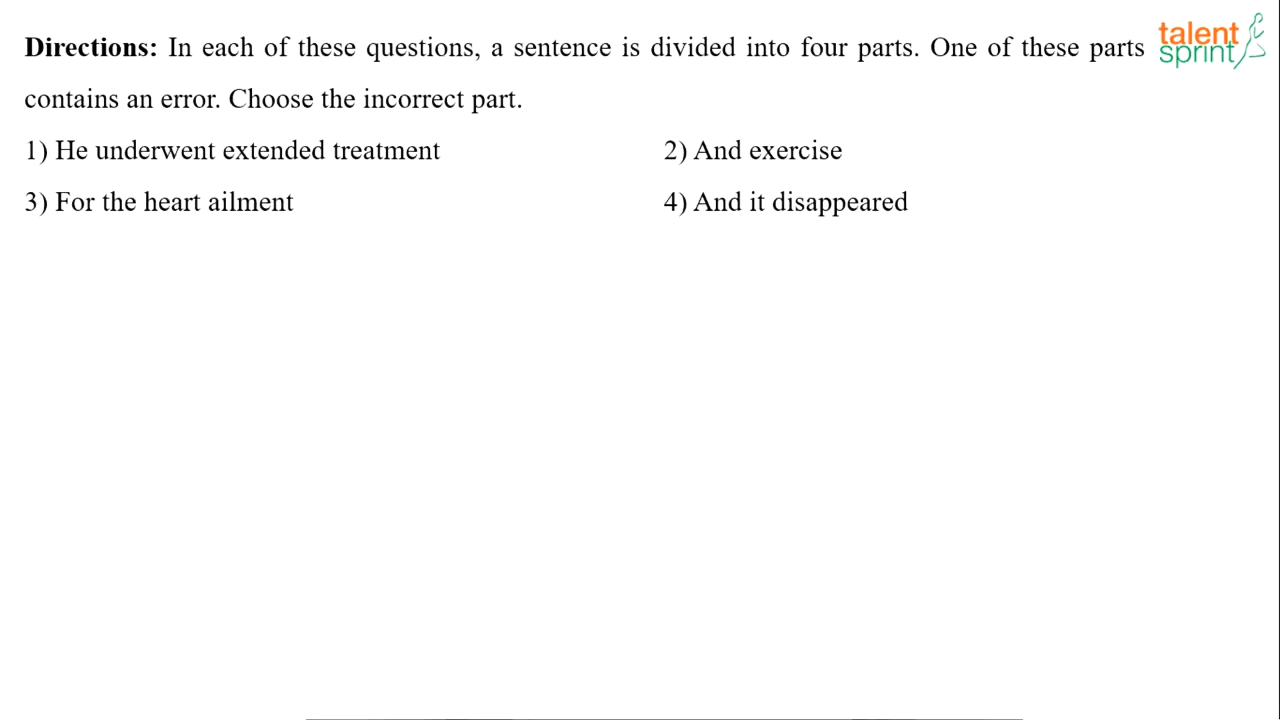 Directions: In each of these questions, a sentence is divided into four parts. One of these parts
talent
sprint
contains an error. Choose the incorrect part.
1) He underwent extended treatment
2) And exercise
3) For the heart ailment
4) And it disappeared